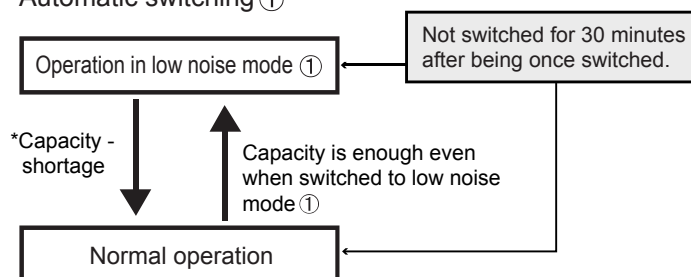 Automatic switching ①
Not switched for 30 minutes
after being once switched.
Operation in low noise mode ①
*Capacity -
shortage
Capacity is enough even
when switched to low noise
mode ①
Normal operation